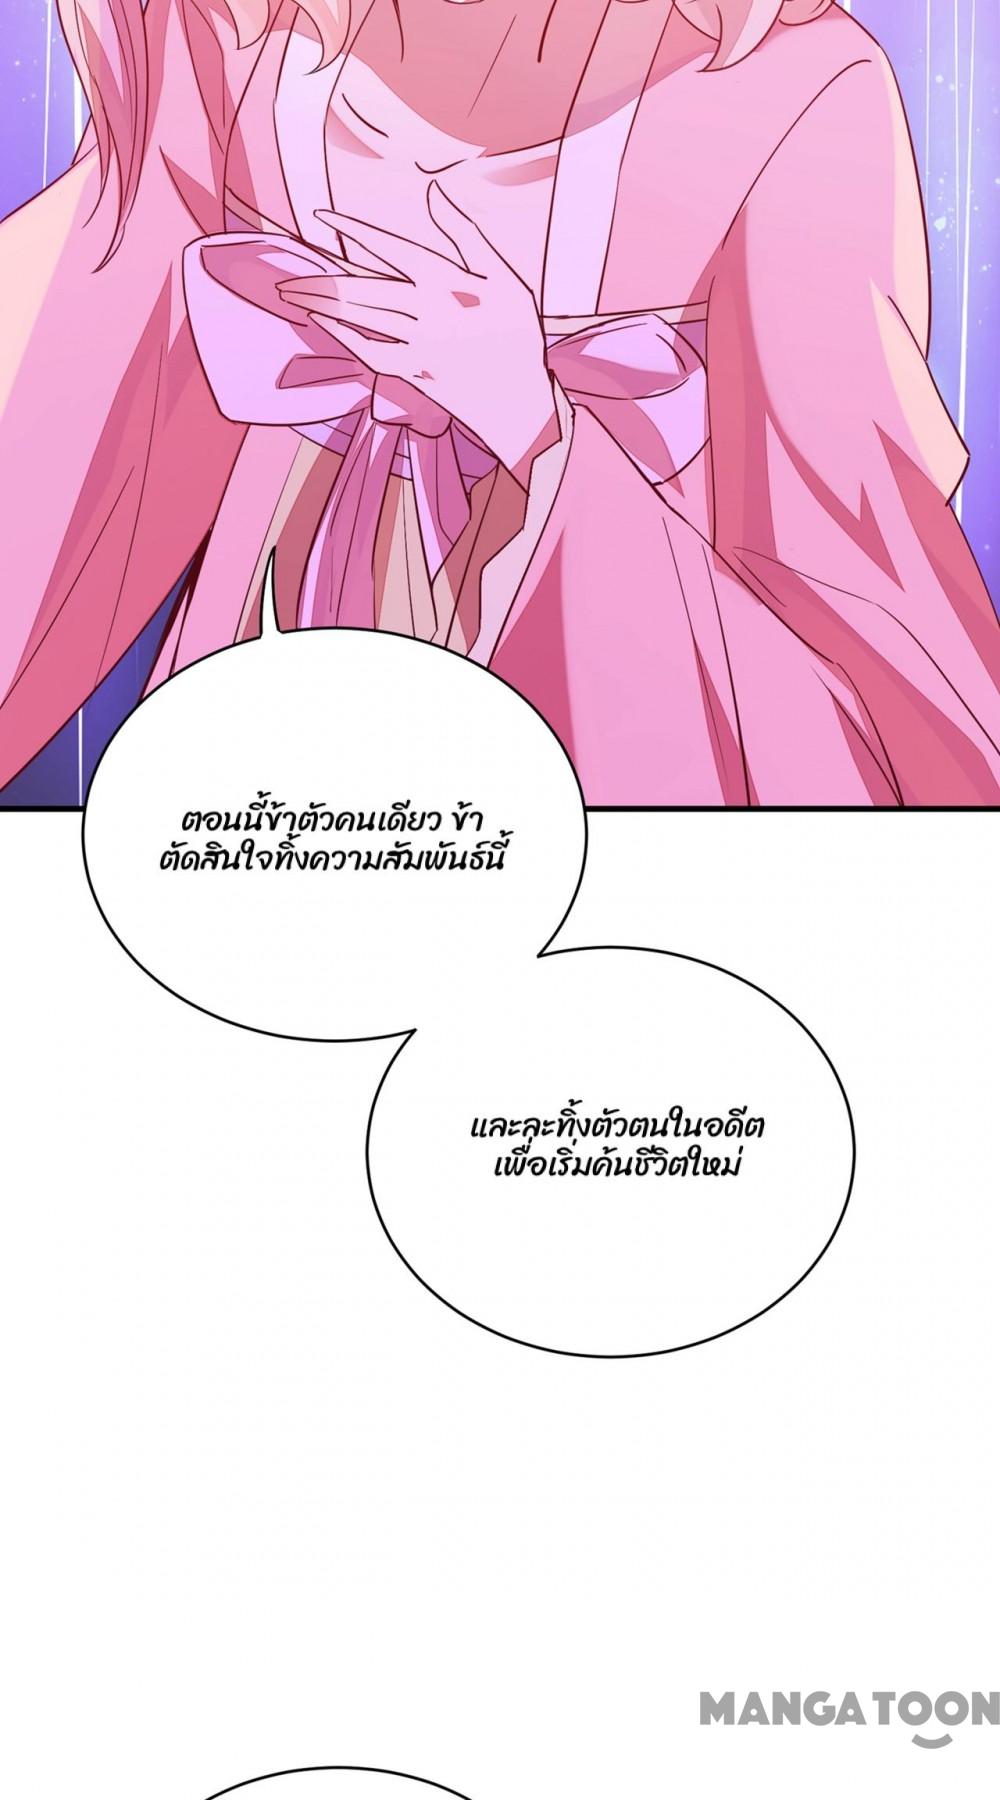 ตอนนี้ข้าตัวคนเดียว ข้า
ตัดสินใจทิ้งความสัมพันธ์นี้
และละทิ้งตัวตนในอดีต
เพื่อเริ่มค้นชีวิตใหม่
MANGATOON